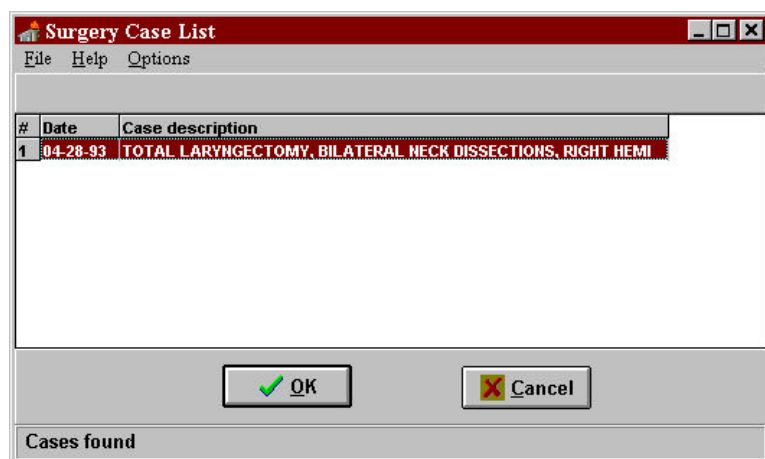 Surgery Case List
File Help Options
# Date Case description
1 04-28-93 TOTAL LARYNGECTOMY, BILATERAL NECK DISSECTIONS, RIGHT HEMI
OK Cancel
Cases found